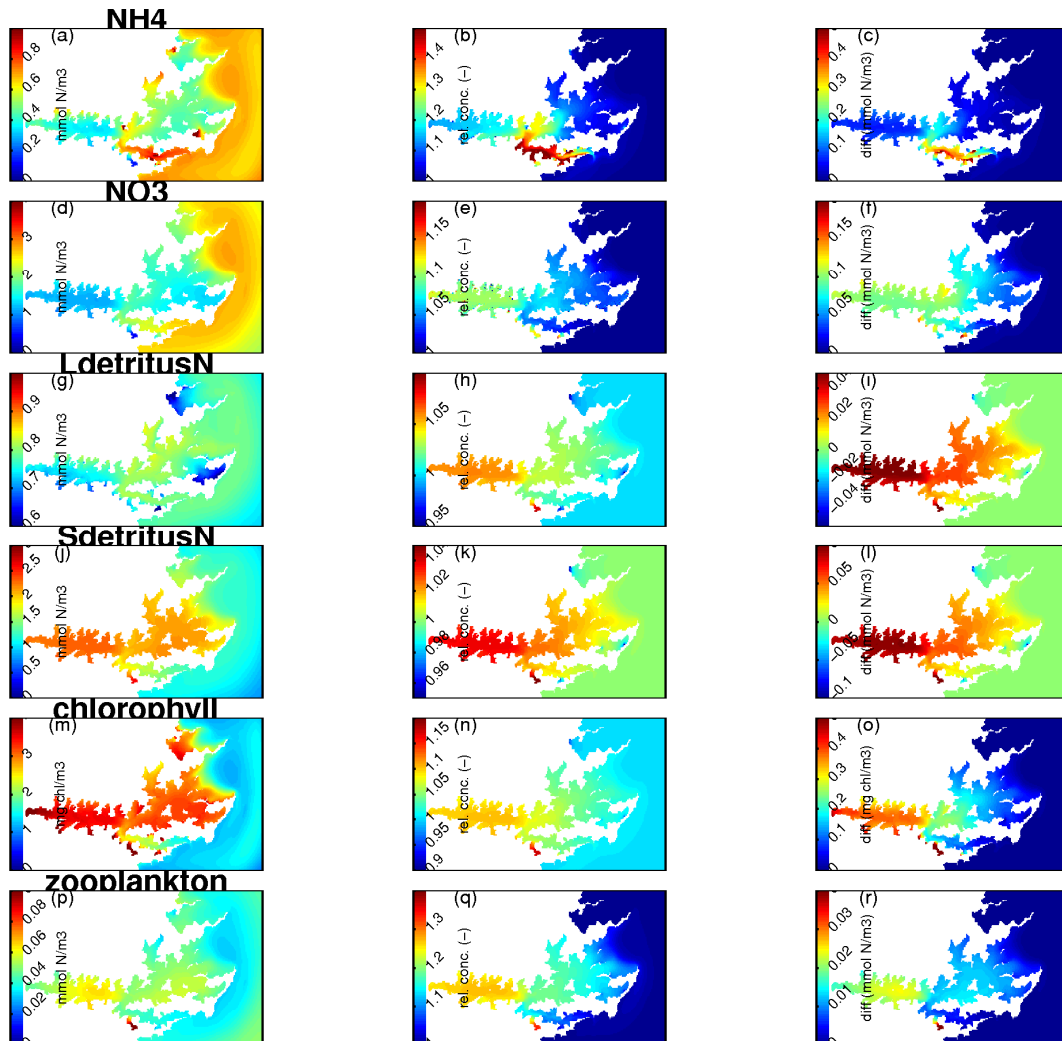 NH4
(a)
0.8
0.6
0.4
0.2
0
mmol N/m3
(b)
1.4
1.3
1.2
1.1
1
rel. conc. (−)
(c)
0.4
0.3
0.2
0.1
0
diff (mmol N/m3)
NO3
(d)
3
2
1
0
mmol N/m3
(e)
1.15
1.1
1.05
1
rel. conc. (−)
(f)
0.15
0.1
0.05
0
diff (mmol N/m3)
LdetritusN
(g)
0.9
0.8
0.7
0.6
mmol N/m3
(h)
1.05
1
0.95
rel. conc. (−)
(i)
0.02
0
−0.02
−0.04
diff (mmol N/m3)
SdetritusN
(j)
2.5
2
1.5
1
0.5
0
mmol N/m3
(k)
1.02
1
0.98
0.96
rel. conc. (−)
(l)
0.05
0
−0.05
−0.1
diff (mmol N/m3)
chlorophyll
(m)
3
2
1
0
mg chl/m3
(n)
1.15
1.1
1.05
1
0.95
0.9
rel. conc. (−)
(o)
0.4
0.3
0.2
0.1
0
diff (mg chl/m3)
zooplankton
(p)
0.08
0.06
0.04
0.02
mmol N/m3
(q)
1.3
1.2
1.1
1
rel. conc. (−)
(r)
0.03
0.02
0.01
0
diff (mmol N/m3)